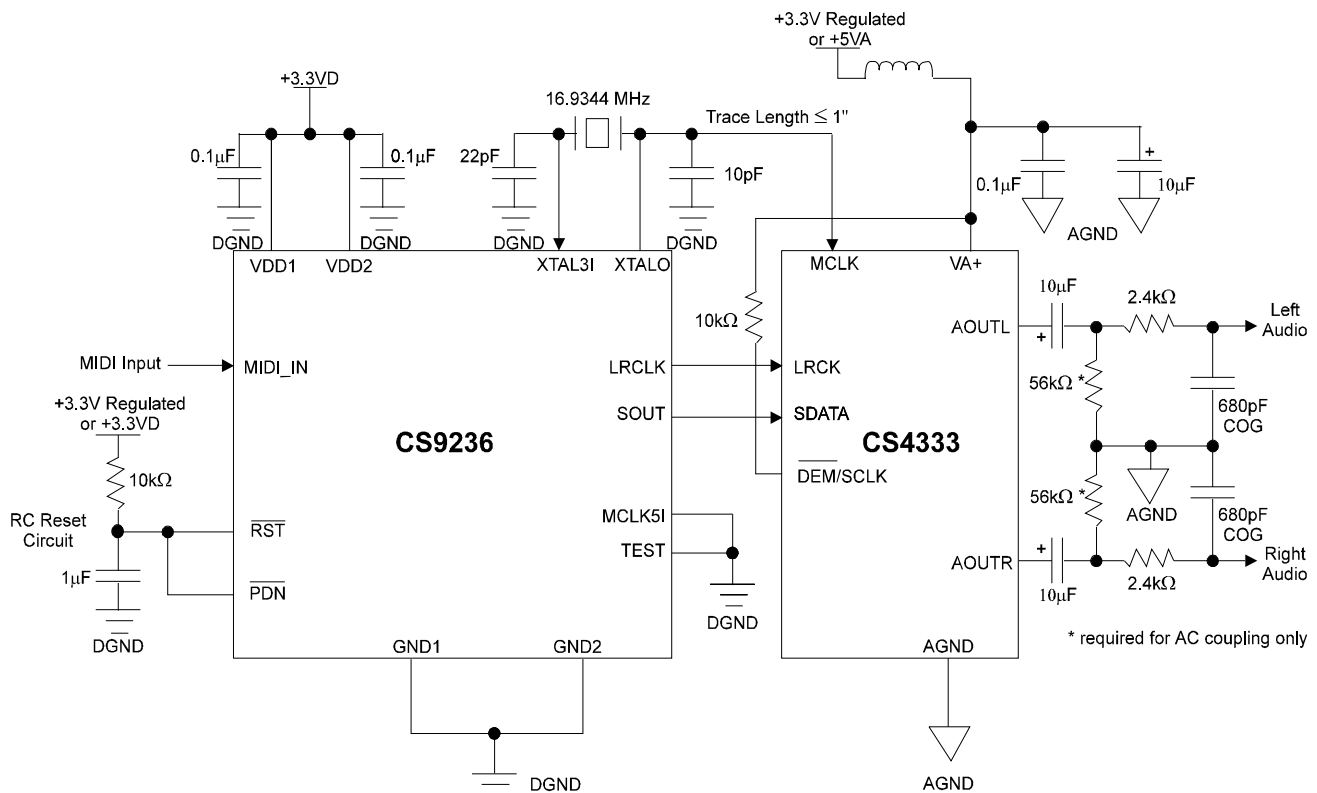 +3.3V Regulated
or +5VA
+3.3VD
16.9344 MHz
Trace Length ≤ 1"
0.1µF
0.1µF
22pF
10pF
0.1µF
+
10µF
DGND
DGND
DGND
DGND
AGND
VDD1
VDD2
XTAL3I
XTALO
MCLK
VA+
10kΩ
10µF
+
2.4kΩ
AOUTL
Left
Audio
MIDI Input
MIDI_IN
LRCLK
LRCK
56kΩ *
680pF
COG
+3.3V Regulated
or +3.3VD
SOUT
SDATA
CS9236
CS4333
10kΩ
DEM/SCLK
56kΩ *
AGND
680pF
COG
RC Reset
Circuit
RST
MCLK5I
TEST
1µF
PDN
AOUTR
+
10µF
2.4kΩ
Right
Audio
DGND
DGND
* required for AC coupling only
GND1
GND2
AGND
DGND
AGND